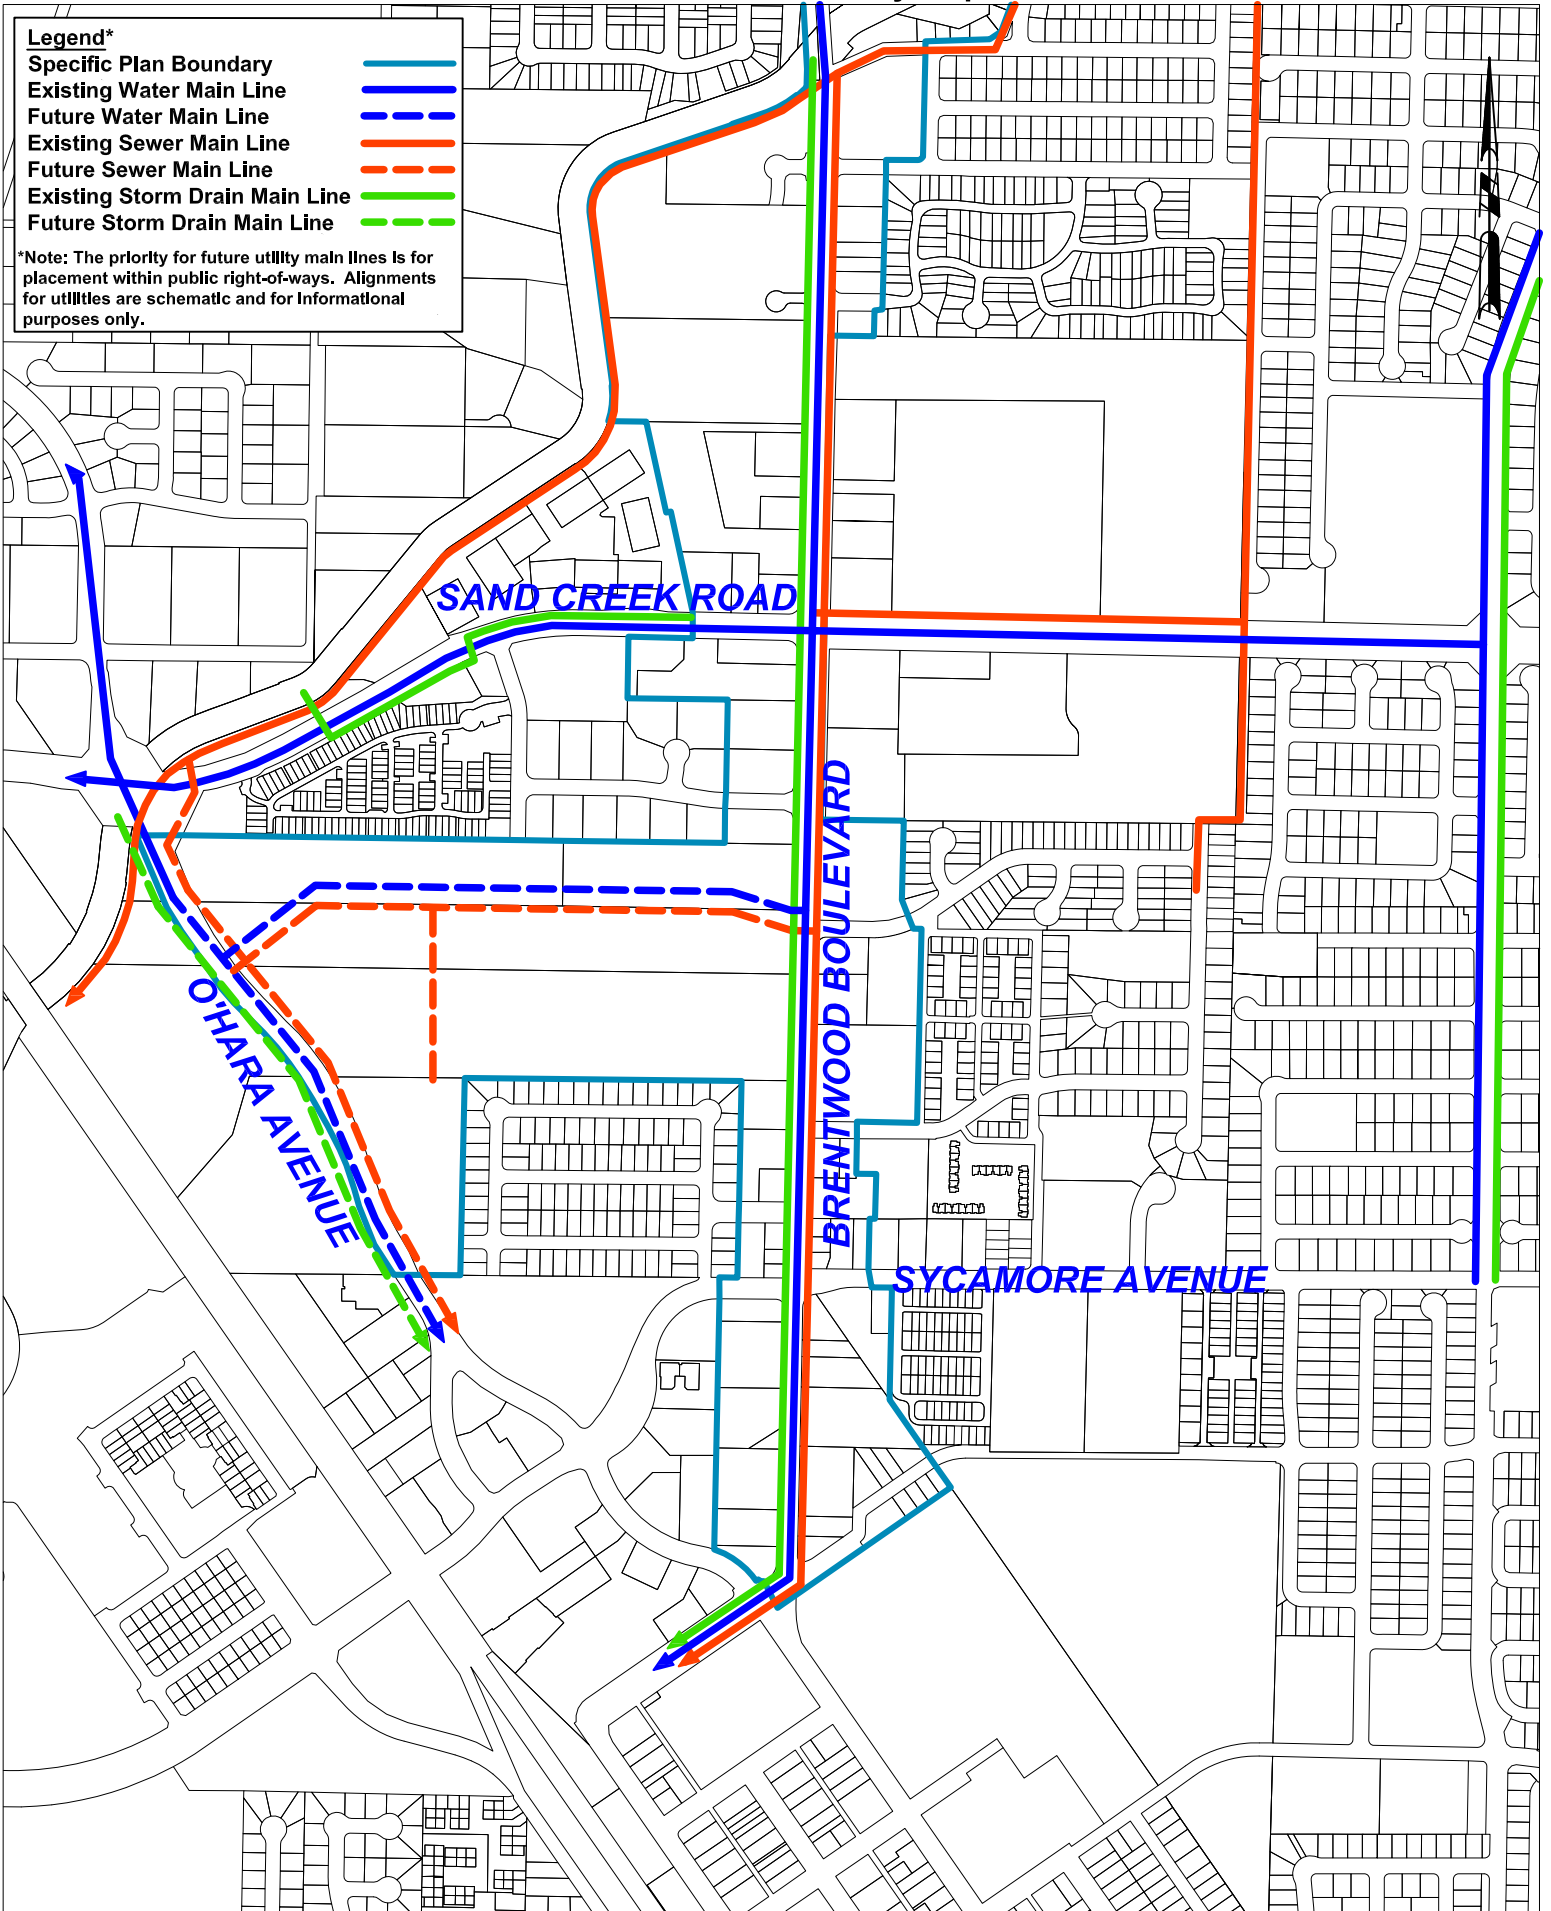 Legend*
Specific Plan Boundary
Existing Water Main Line
Future Water Main Line
Existing Sewer Main Line
Future Sewer Main Line
Existing Storm Drain Main Line
Future Storm Drain Main Line
*Note: The priority for future utility main lines is for
placement within public right-of-ways. Alignments
for utilities are schematic and for informational
purposes only.
SAND CREEK ROAD
BRENTWOOD BOULEVARD
O'HARA AVENUE
SYCAMORE AVENUE